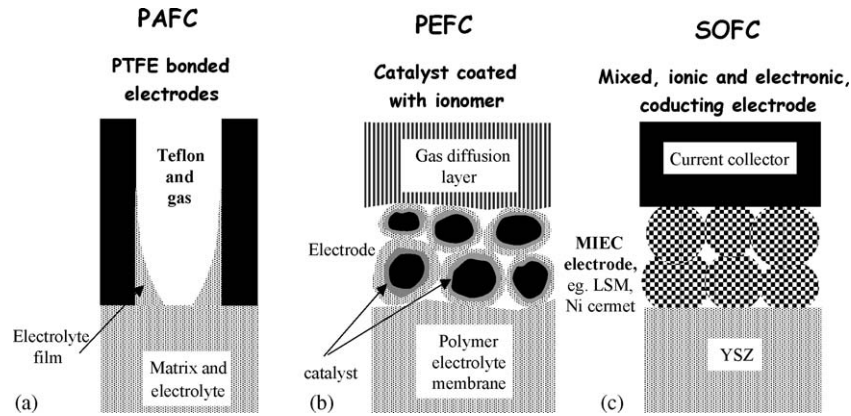 PAFC
PTFE bonded
electrodes
Teflon
and
gas
Electrolyte
film
Matrix and
electrolyte
(a)
PEFC
Catalyst coated
with ionomer
Gas diffusion
layer
Electrode
catalyst
Polymer
electrolyte
membrane
(b)
SOFC
Mixed, ionic and electronic,
coducting electrode
Current collector
MIEC
electrode,
eg. LSM,
Ni cermet
YSZ
(c)